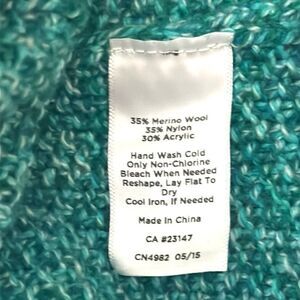 35% Merino Wool
35% Nylon
30% Acrylic
Hand Wash Cold
Only Non-Chlorine
Bleach When Needed
Reshape, Lay Flat To
Dry
Cool Iron, If Needed
Made In China
CA #23147
CN4982 05/15